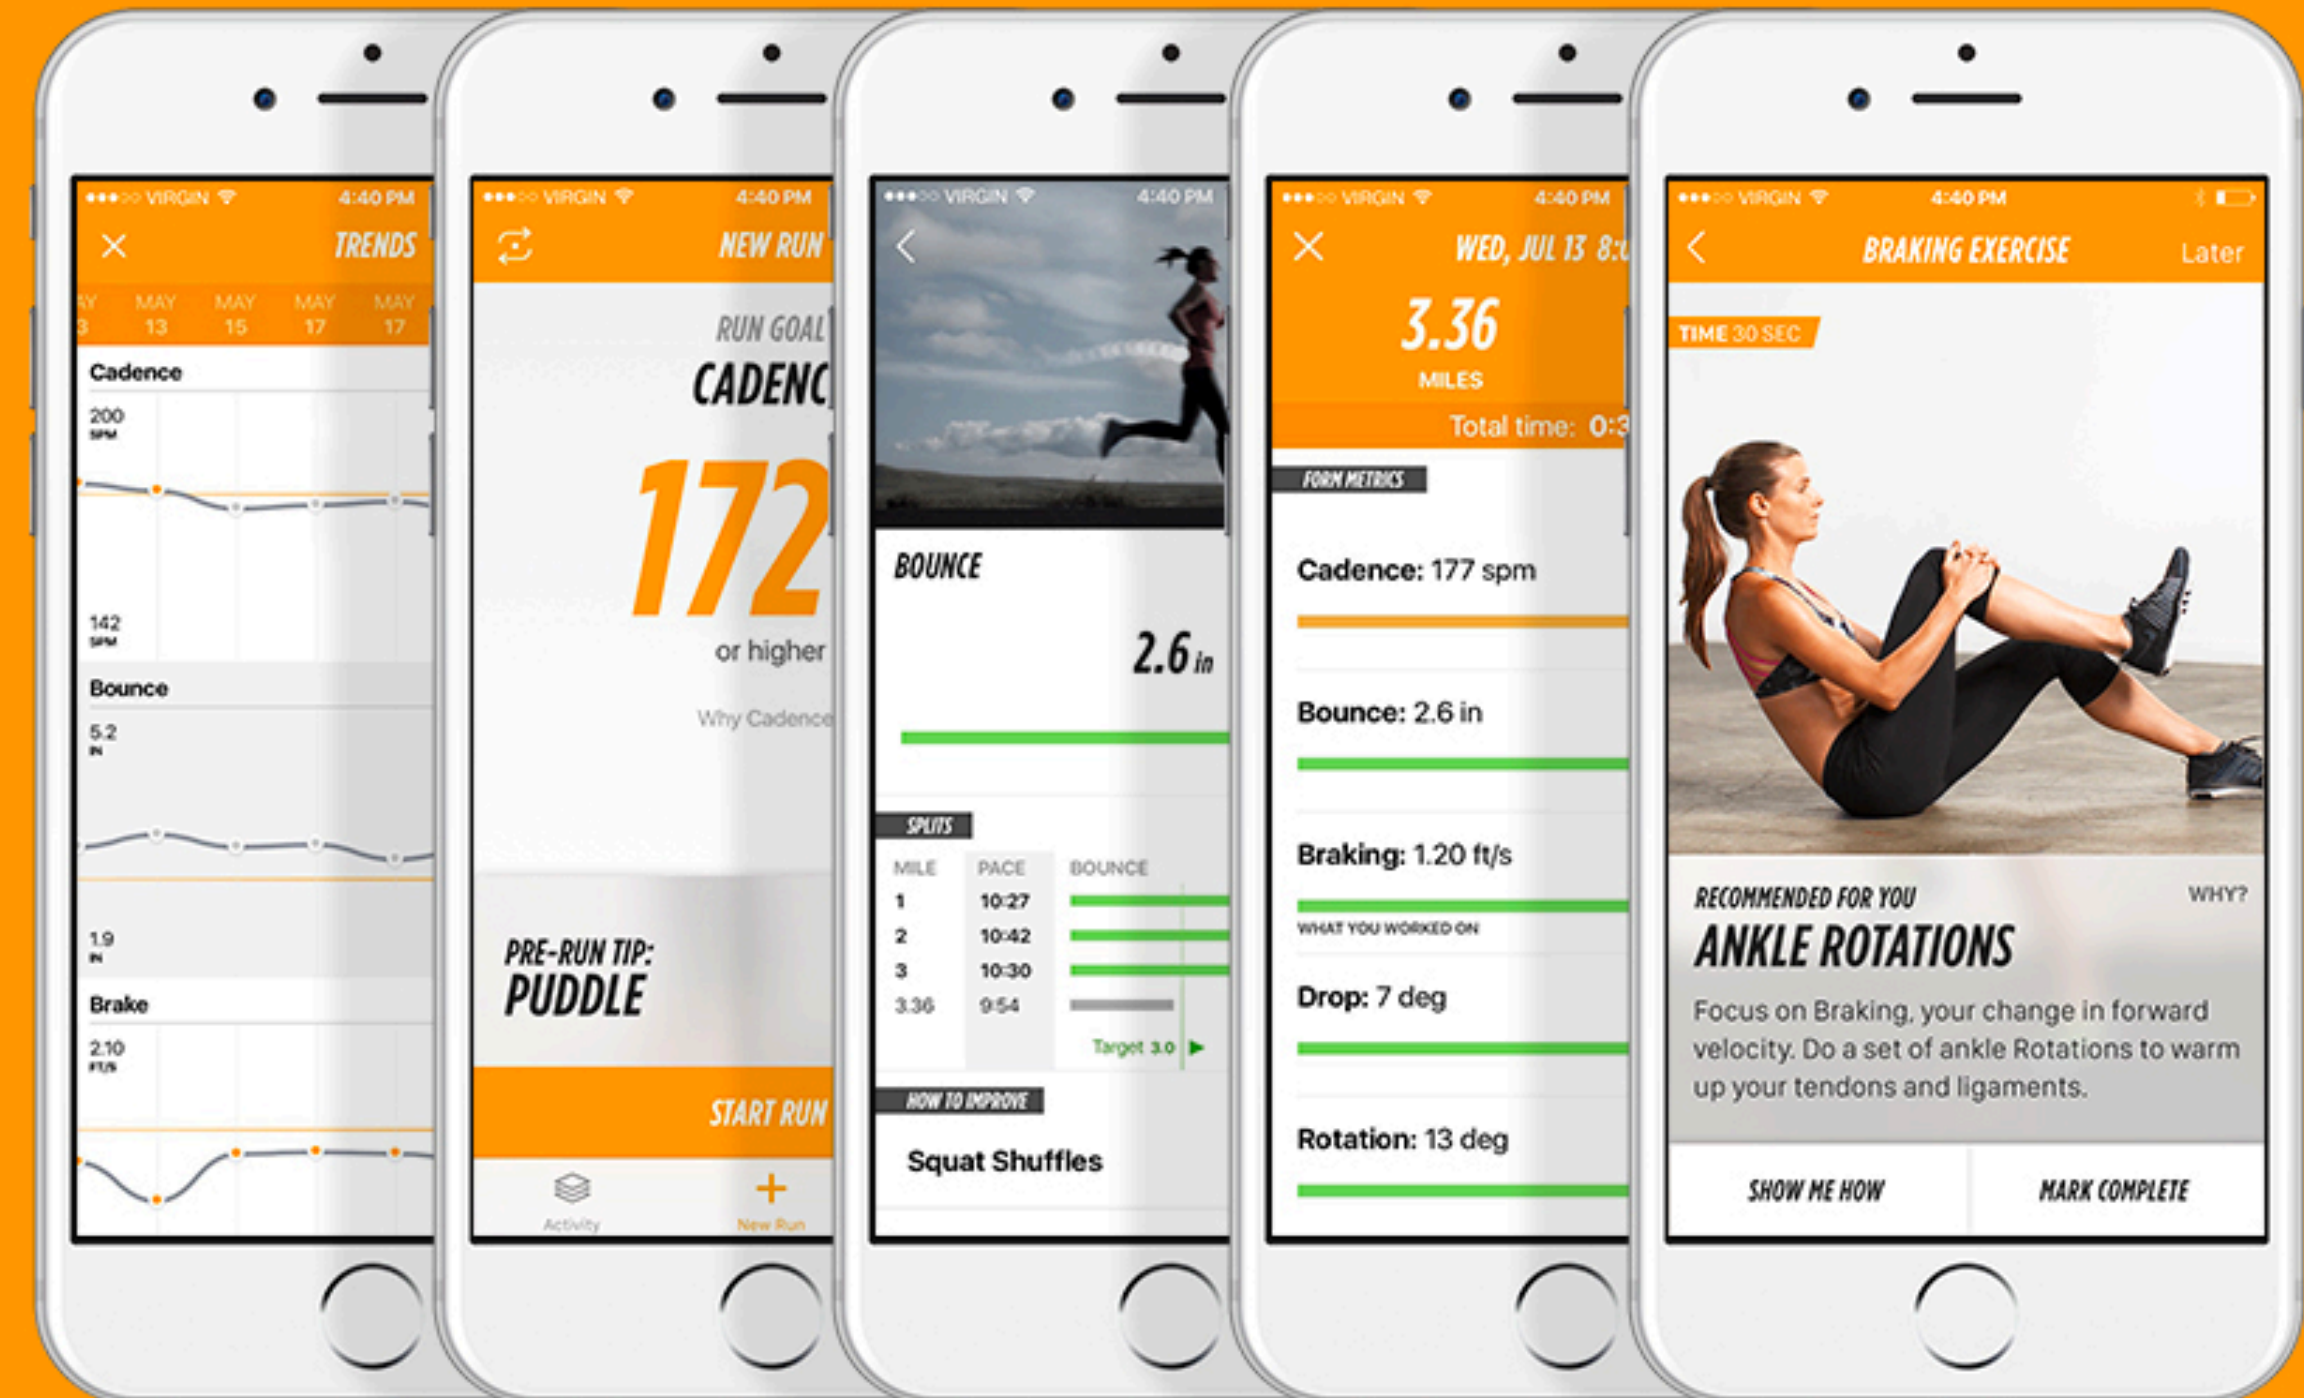 VIRGIN 4:40 PM
TRENDS
AY MAY MAY MAY MAY
3 13 15 17 17
Cadence
200
SPM
142
SPM
Bounce
5.2
IN
1.9
IN
Brake
2.10
FT/S
VIRGIN 4:40 PM
NEW RUN
RUN GOAL
CADENC
172
or higher
Why Cadence
PRE-RUN TIP:
PUDDLE
START RUN
Activity New Run
VIRGIN 4:40 PM
BOUNCE
2.6 in
SPLITS
MILE PACE BOUNCE
1 10:27
2 10:42
3 10:30
3.36 9:54
Target 3.0
HOW TO IMPROVE
Squat Shuffles
VIRGIN 4:40 PM
WED, JUL 13 8:
3.36
MILES
Total time: 0:3
FORM METRICS
Cadence: 177 spm
Bounce: 2.6 in
Braking: 1.20 ft/s
WHAT YOU WORKED ON
Drop: 7 deg
Rotation: 13 deg
VIRGIN 4:40 PM
BRAKING EXERCISE Later
TIME 30 SEC
RECOMMENDED FOR YOU WHY?
ANKLE ROTATIONS
Focus on Braking, your change in forward
velocity. Do a set of ankle Rotations to warm
up your tendons and ligaments.
SHOW ME HOW MARK COMPLETE